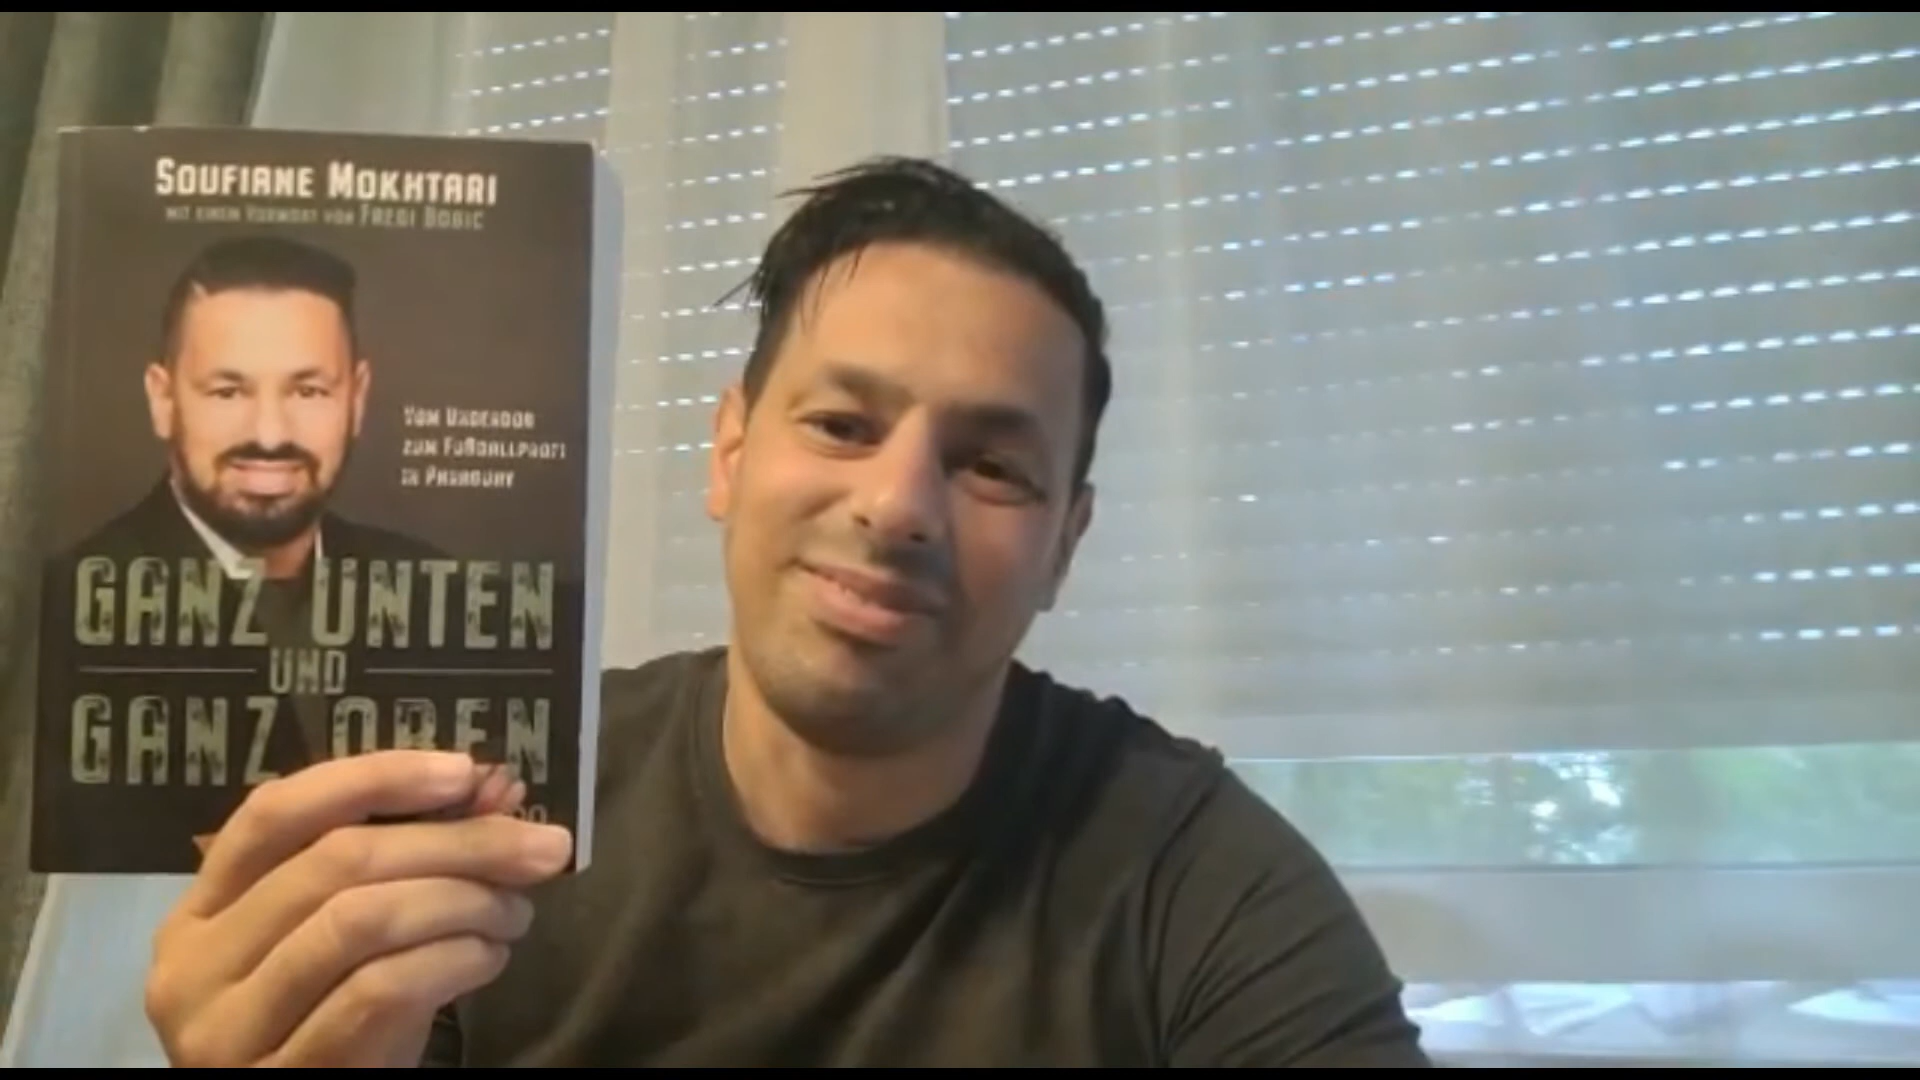 SOUFIANE MOKHTARI
MIT EINEM VORWORT VON FREDI BOBIC
VOM UNDERDOG
ZUM FUßBALLPROFI
IN PARAGUAY
GANZ UNTEN
UND
GANZ OBEN